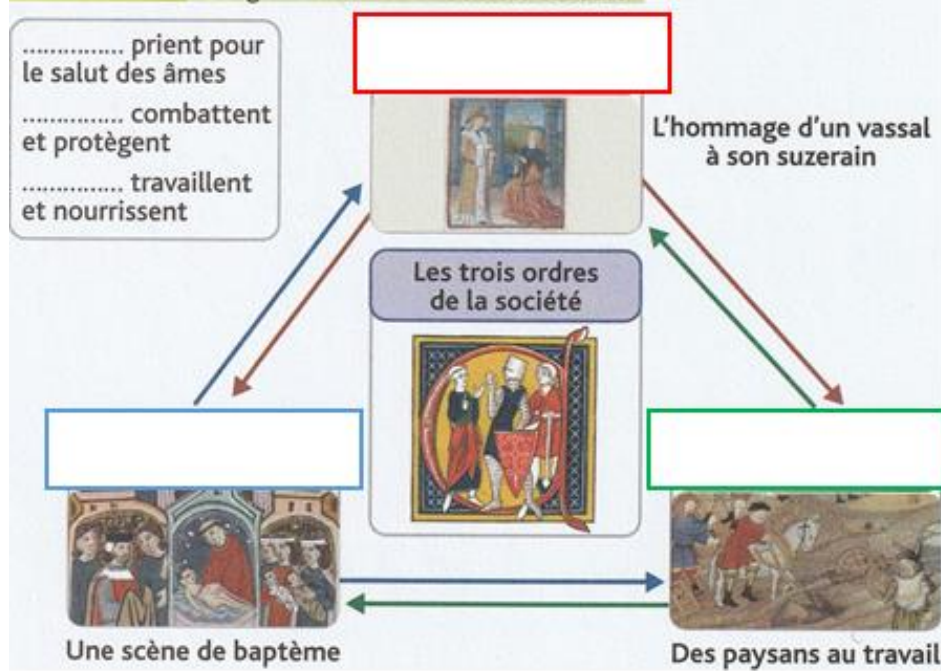 ............... prient pour
le salut des âmes
............... combattent
et protègent
............... travaillent
et nourrissent
L'hommage d'un vassal
à son suzerain
Les trois ordres
de la société
Une scène de baptême
Des paysans au travail